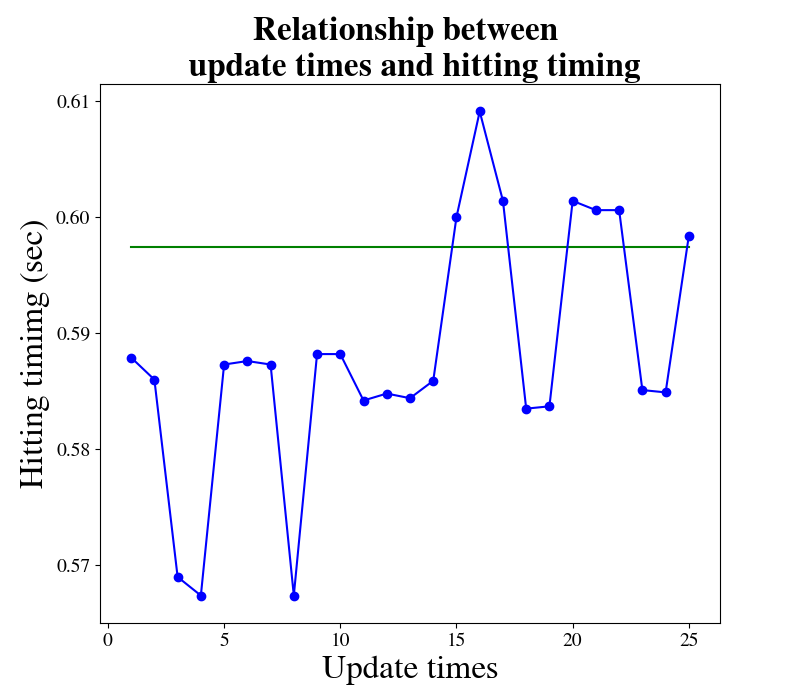 Relationship between
update times and hitting timing
0.61
0.60
0.59
0.58
0.57
Hitting timimg (sec)
0
5
10
15
20
25
Update times